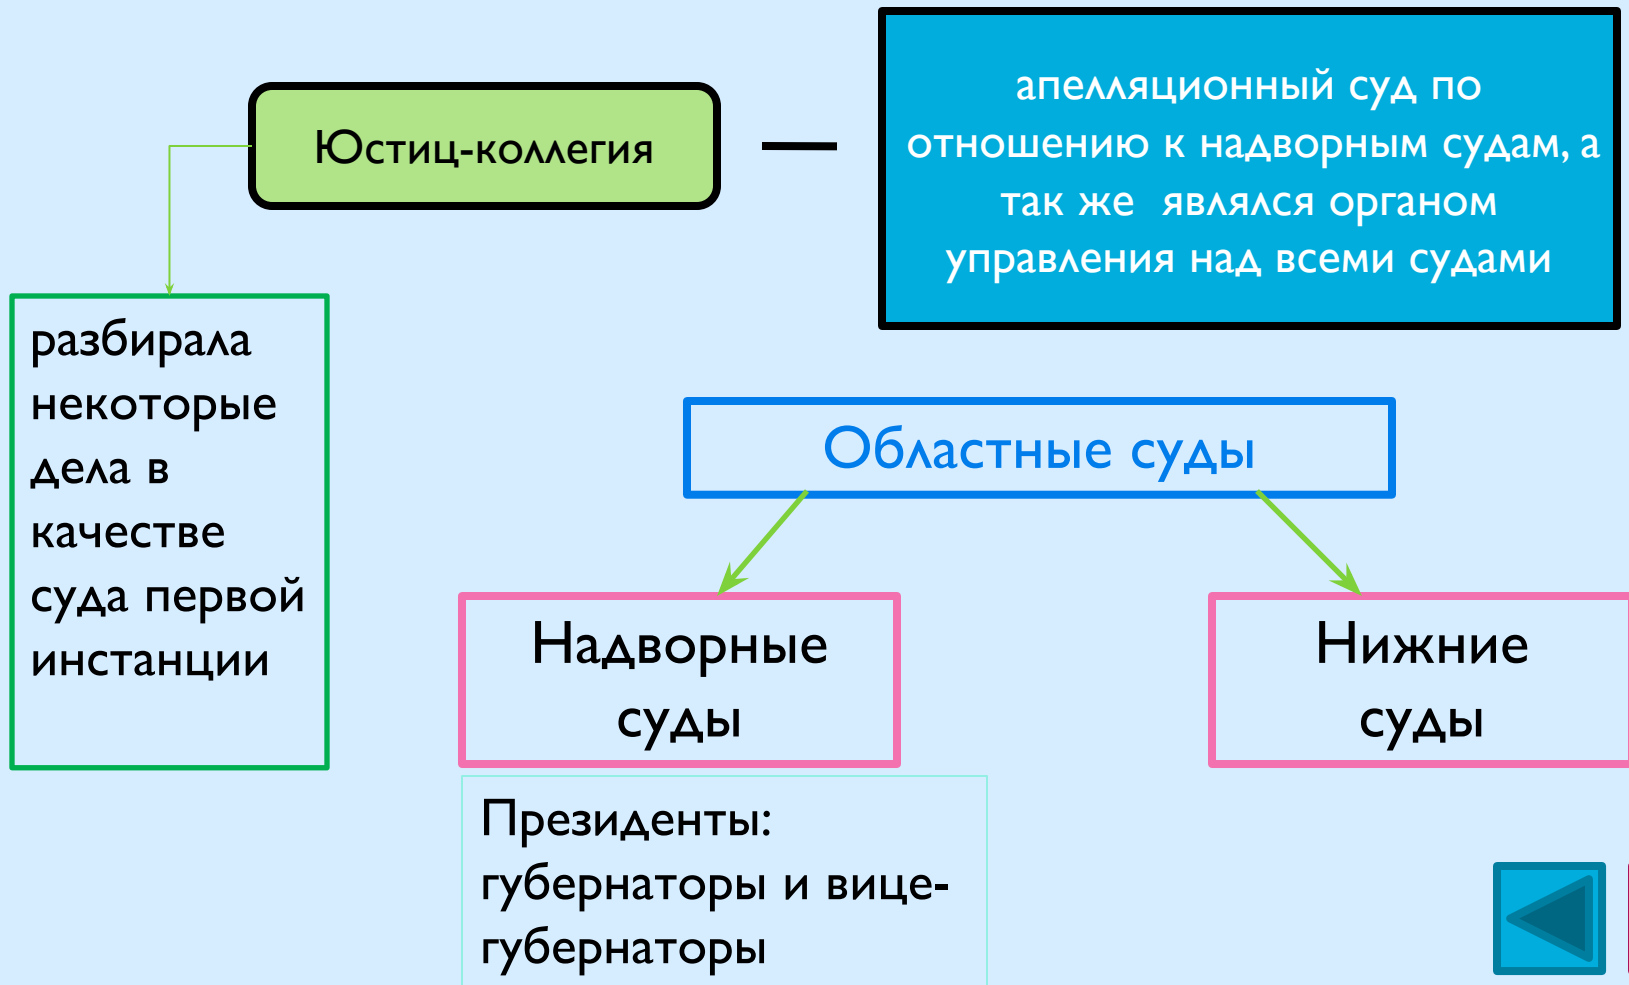 Юстиц-коллегия
апелляционный суд по
отношению к надворным судам, а
так же являлся органом
управления над всеми судами
разбирала
некоторые
дела в
качестве
суда первой
инстанции
Областные суды
Надворные
суды
Нижние
суды
Президенты:
губернаторы и вице-
губернаторы